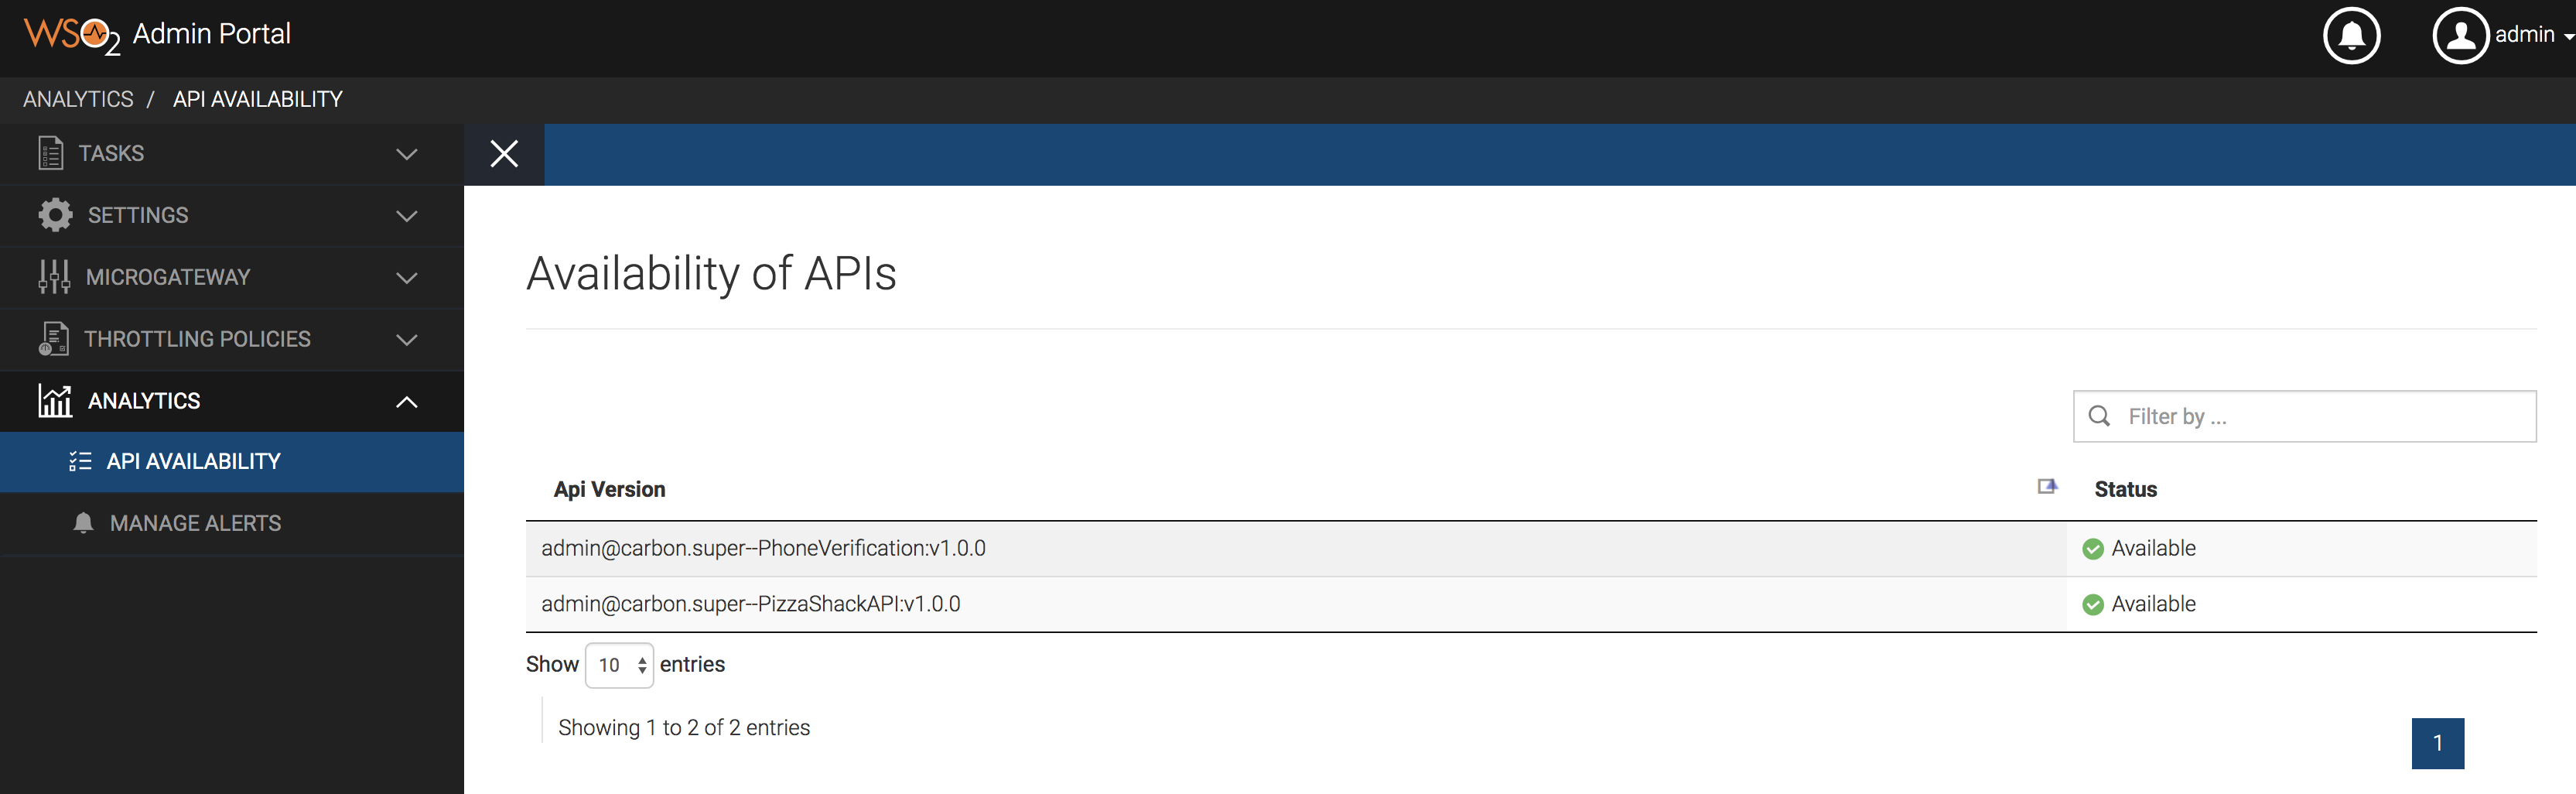 WSO2 Admin Portal
admin
ANALYTICS / API AVAILABILITY
TASKS
SETTINGS
MICROGATEWAY
THROTTLING POLICIES
ANALYTICS
API AVAILABILITY
MANAGE ALERTS
Availability of APIs
Filter by ...
Api Version Status
admin@carbon.super--PhoneVerification:v1.0.0 Available
admin@carbon.super--PizzaShackAPI:v1.0.0 Available
Show 10 entries
Showing 1 to 2 of 2 entries
1